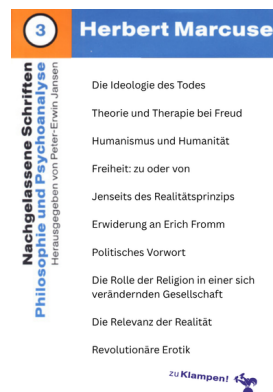 3
Herbert Marcuse
Nachgelassene Schriften
Philosophie und Psychoanalyse
Herausgegeben von Peter-Erwin Jansen
Die Ideologie des Todes
Theorie und Therapie bei Freud
Humanismus und Humanität
Freiheit: zu oder von
Jenseits des Realitätsprinzips
Erwiderung an Erich Fromm
Politisches Vorwort
Die Rolle der Religion in einer sich
verändernden Gesellschaft
Die Relevanz der Realität
Revolutionäre Erotik
zu Klampen!